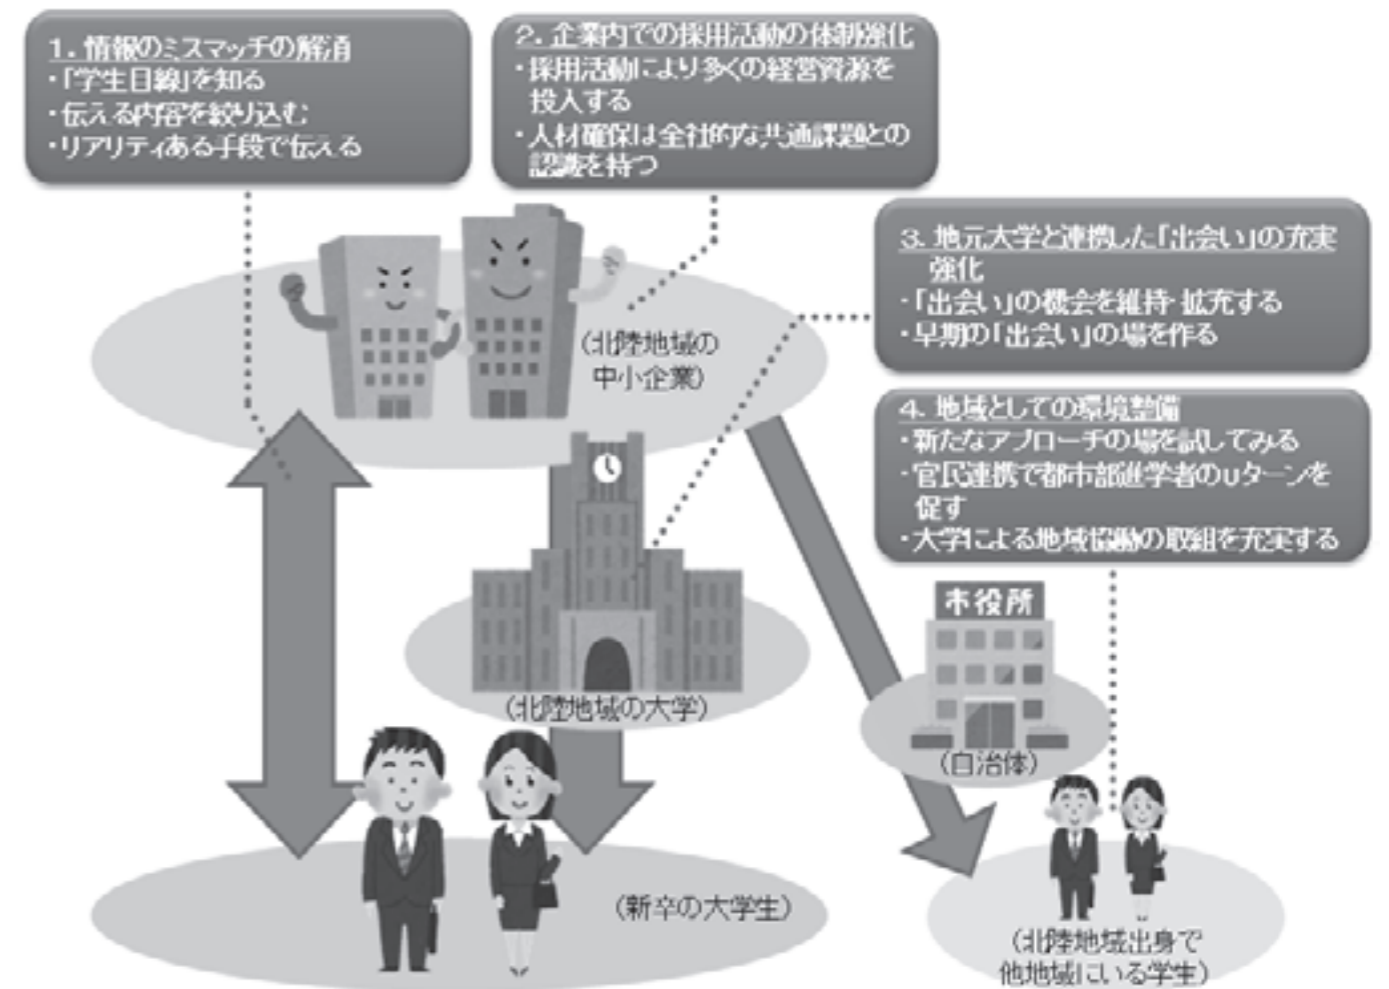 1. 情報のミスマッチの解消
・「学生目線」を知る
・伝える内容を絞り込む
・リアリティある手段で伝える
2. 企業内での採用活動の体制強化
・採用活動により多くの経営資源を
投入する
・人材確保は全社的な共通課題との
認識を持つ
3. 地元大学と連携した「出会い」の充実
強化
・「出会い」の機会を維持・拡充する
・早期の「出会い」の場を作る
4. 地域としての環境整備
・新たなアプローチの場を試してみる
・官民連携で都市部進学者のUターンを
促す
・大学による地域協働の取組を充実する
(北陸地域の
中小企業)
(北陸地域の大学)
市役所
(自治体)
(新卒の大学生)
(北陸地域出身で
他地域にいる学生)